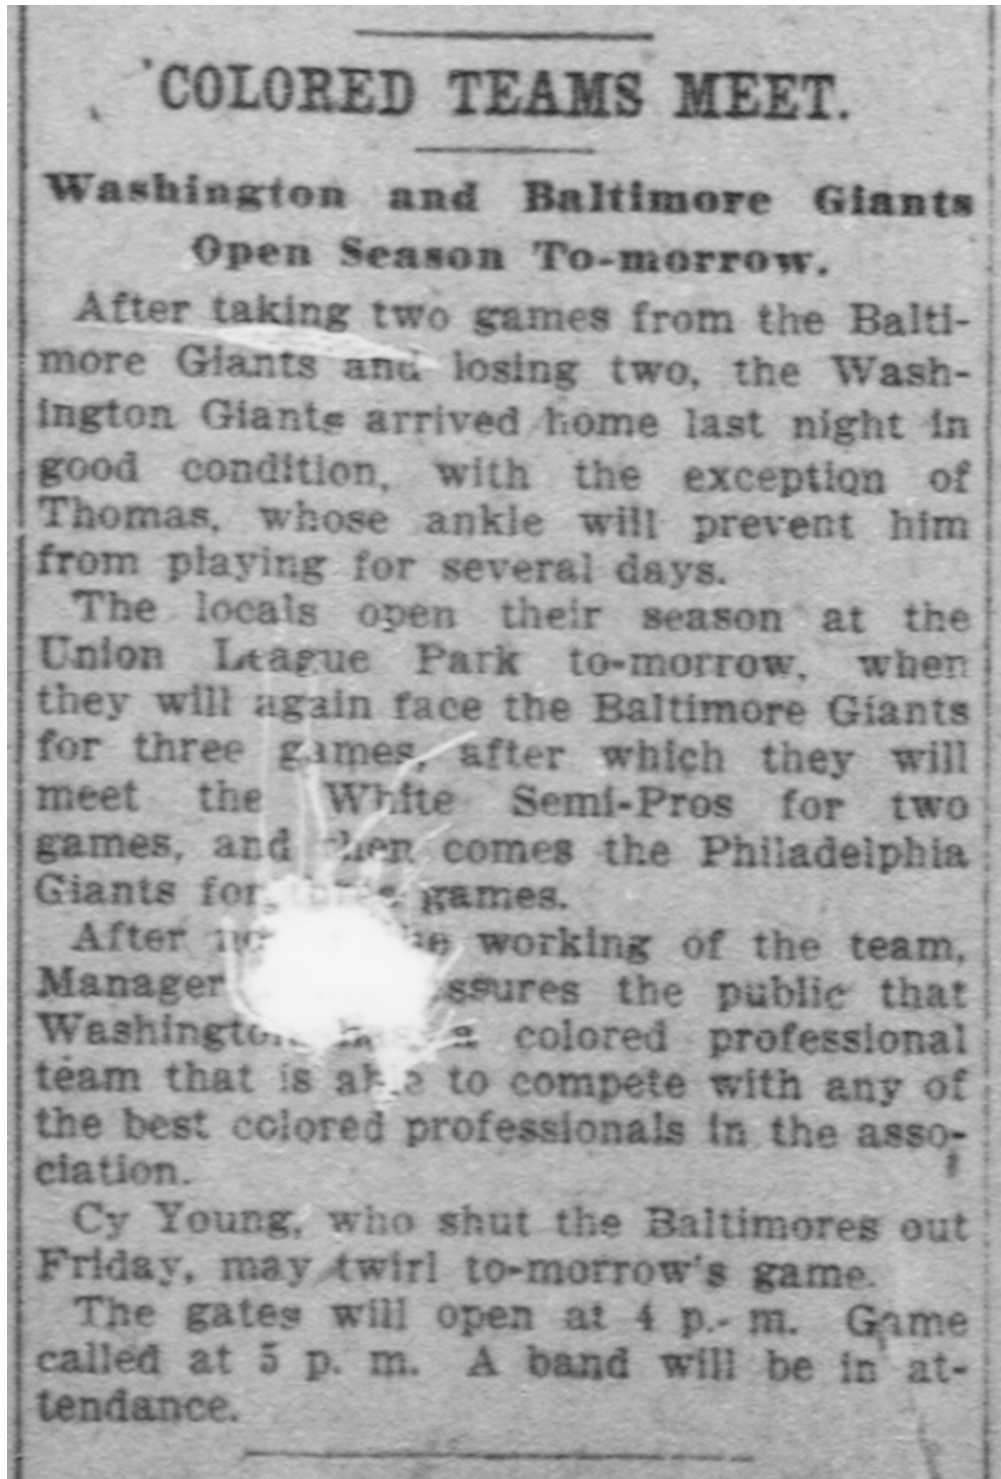 COLORED TEAMS MEET.
Washington and Baltimore Giants
Open Season To-morrow.
After taking two games from the Balti-
more Giants and losing two, the Wash-
ington Giants arrived home last night in
good condition, with the exception of
Thomas, whose ankle will prevent him
from playing for several days.
The locals open their season at the
Union League Park to-morrow, when
they will again face the Baltimore Giants
for three games, after which they will
meet the White Semi-Pros for two
games, and then comes the Philadelphia
Giants for three games.
After the working of the team,
Manager assures the public that
Washington has a colored professional
team that is able to compete with any of
the best colored professionals in the asso-
ciation.
Cy Young, who shut the Baltimores out
Friday, may twirl to-morrow's game.
The gates will open at 4 p. m. Game
called at 5 p. m. A band will be in at-
tendance.